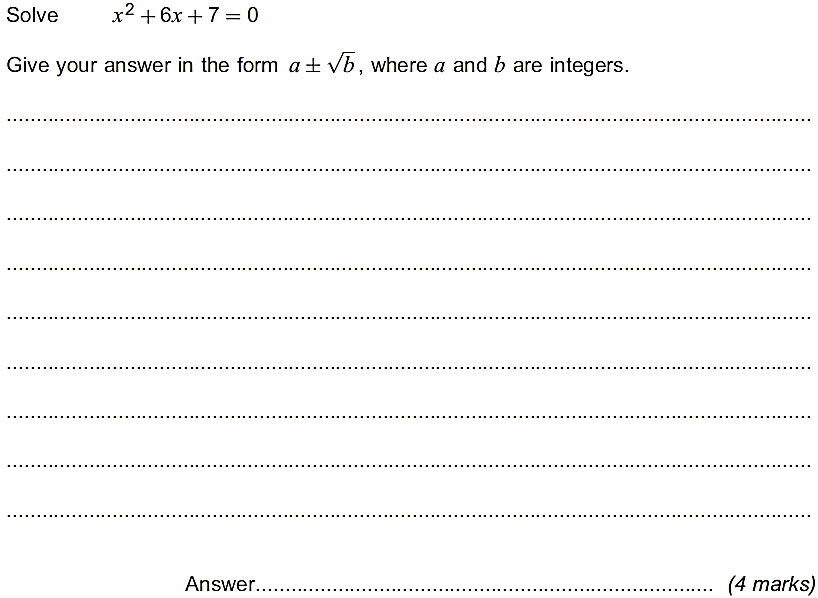 Solve x² + 6x + 7 = 0
Give your answer in the form a ± √b, where a and b are integers.
Answer.............................................................................. (4 marks)